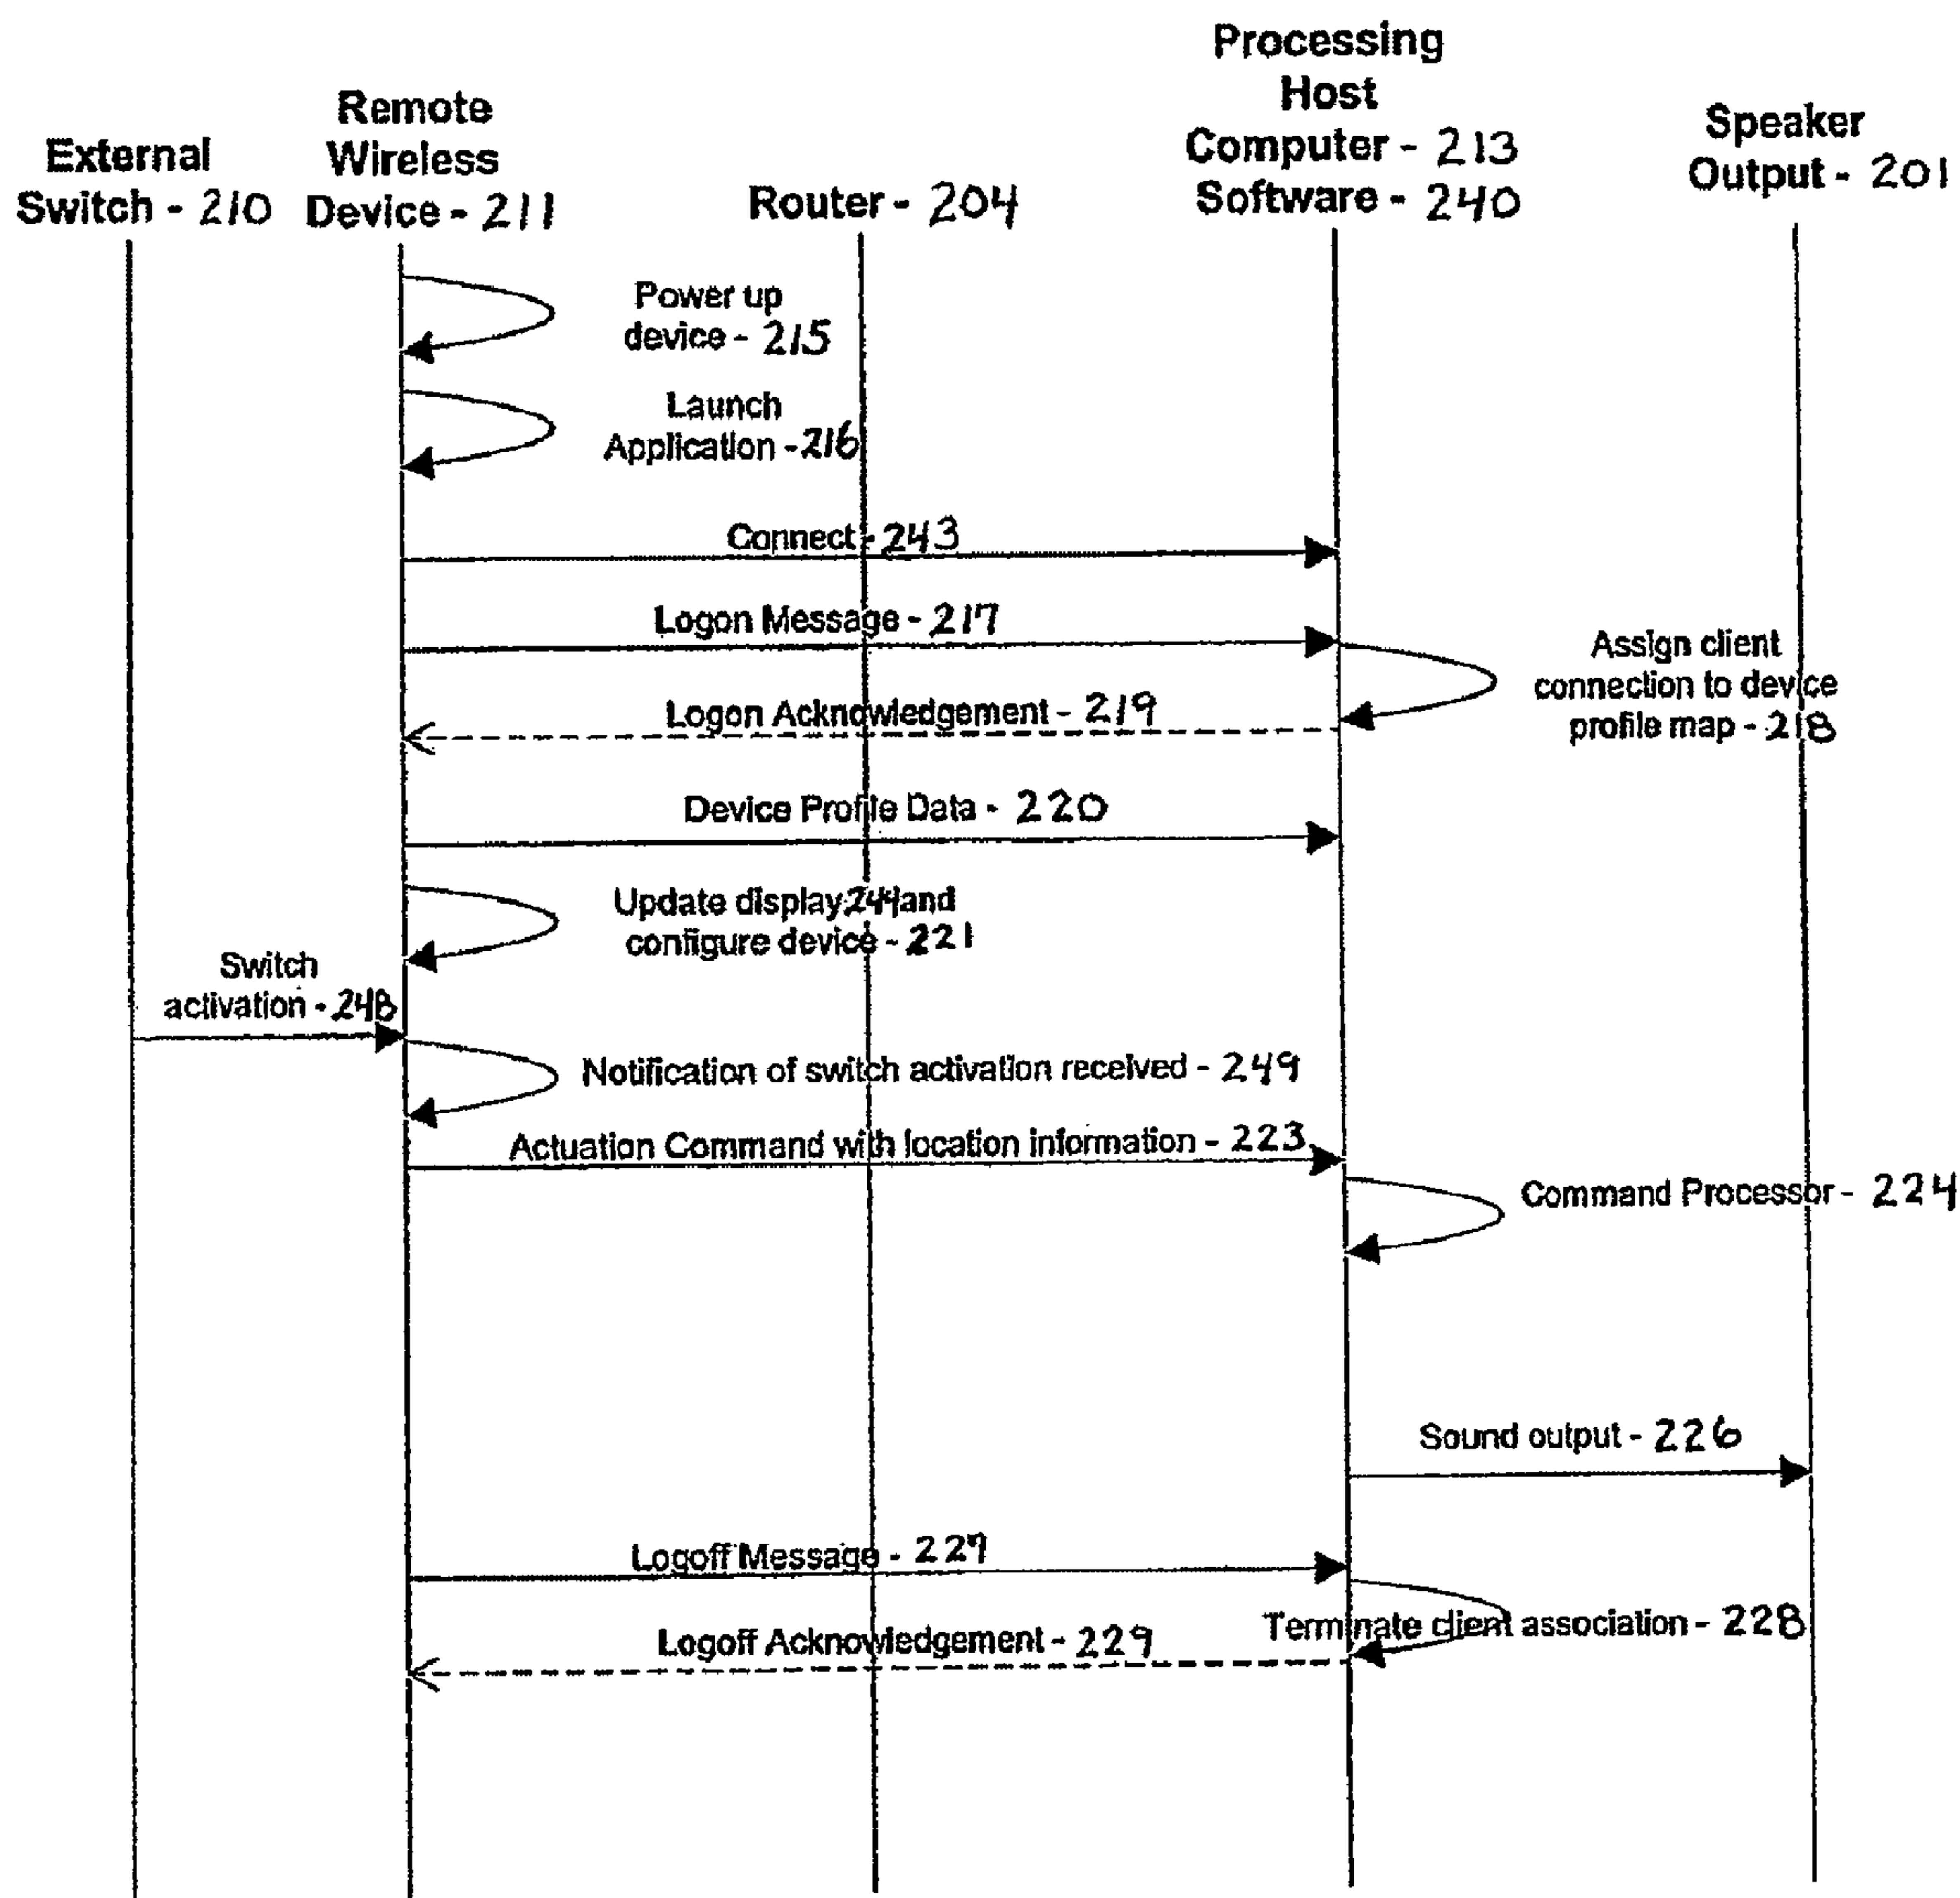 External
Switch - 210
Remote
Wireless
Device - 211
Router - 204
Processing
Host
Computer - 213
Software - 240
Speaker
Output - 201
Power up
device - 215
Launch
Application - 216
Connect - 243
Logon Message - 217
Assign client
connection to device
profile map - 218
Logon Acknowledgement - 219
Device Profile Data - 220
Update display 244 and
configure device - 221
Switch
activation - 248
Notification of switch activation received - 249
Actuation Command with location information - 223
Command Processor - 224
Sound output - 226
Logoff Message - 227
Terminate client association - 228
Logoff Acknowledgement - 229